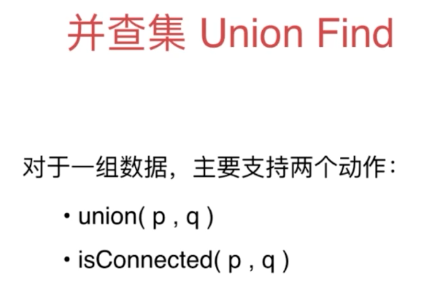 并查集 Union Find
对于一组数据，主要支持两个动作：
• union( p , q )
• isConnected( p , q )